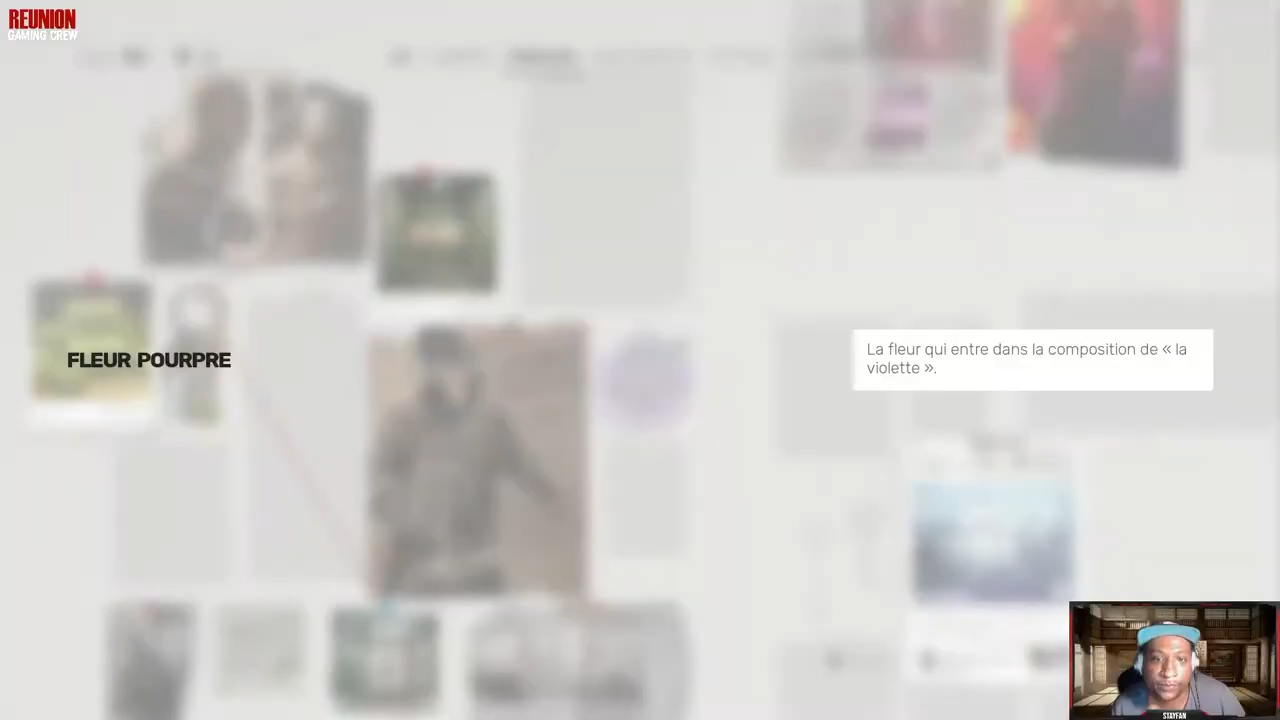 REUNION
GAMING CREW
FLEUR POURPRE
La fleur qui entre dans la composition de « la
violette ».
STAYFAN